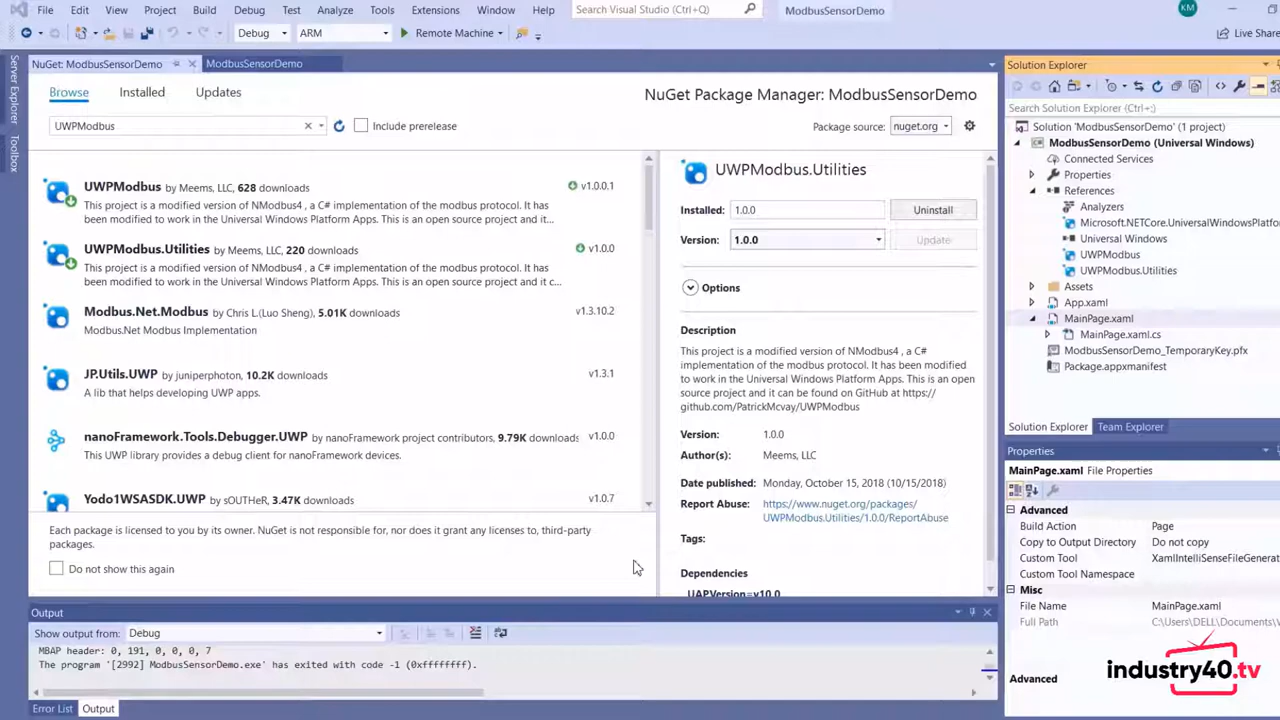 File Edit View Project Build Debug Test Analyze Tools Extensions Window Help Search Visual Studio (Ctrl+Q) ModbusSensorDemo KM
Debug ARM Remote Machine Live Share
Server Explorer
Toolbox
NuGet: ModbusSensorDemo ModbusSensorDemo
Browse Installed Updates
NuGet Package Manager: ModbusSensorDemo
UWPModbus Include prerelease
Package source: nuget.org
UWPModbus by Meems, LLC, 628 downloads v1.0.0.1
This project is a modified version of NModbus4 , a C# implementation of the modbus protocol. It has
been modified to work in the Universal Windows Platform Apps. This is an open source project and it...
UWPModbus.Utilities by Meems, LLC, 220 downloads v1.0.0
This project is a modified version of NModbus4 , a C# implementation of the modbus protocol. It has
been modified to work in the Universal Windows Platform Apps. This is an open source project and it c...
Modbus.Net.Modbus by Chris L.(Luo Sheng), 5.01K downloads v1.3.10.2
Modbus.Net Modbus Implementation
JP.Utils.UWP by juniperphoton, 10.2K downloads v1.3.1
A lib that helps developing UWP apps.
nanoFramework.Tools.Debugger.UWP by nanoFramework project contributors, 9.79K downloads v1.0.0
This UWP library provides a debug client for nanoFramework devices.
Yodo1WSASDK.UWP by sOUTHeR, 3.47K downloads v1.0.7
Each package is licensed to you by its owner. NuGet is not responsible for, nor does it grant any licenses to, third-party
packages.
Do not show this again
UWPModbus.Utilities
Installed: 1.0.0 Uninstall
Version: 1.0.0 Update
Options
Description
This project is a modified version of NModbus4 , a C#
implementation of the modbus protocol. It has been modified
to work in the Universal Windows Platform Apps. This is an open
source project and it can be found on GitHub at https://
github.com/PatrickMcvay/UWPModbus
Version: 1.0.0
Author(s): Meems, LLC
Date published: Monday, October 15, 2018 (10/15/2018)
Report Abuse: https://www.nuget.org/packages/
UWPModbus.Utilities/1.0.0/ReportAbuse
Tags:
Dependencies
UAPVersion=v10.0
Output
Show output from: Debug
MBAP header: 0, 191, 0, 0, 0, 7
The program '[2992] ModbusSensorDemo.exe' has exited with code -1 (0xffffffff).
Error List Output
Solution Explorer
Search Solution Explorer (Ctrl+;)
Solution 'ModbusSensorDemo' (1 project)
ModbusSensorDemo (Universal Windows)
Connected Services
Properties
References
Analyzers
Microsoft.NETCore.UniversalWindowsPlatfo
Universal Windows
UWPModbus
UWPModbus.Utilities
Assets
App.xaml
MainPage.xaml
MainPage.xaml.cs
ModbusSensorDemo_TemporaryKey.pfx
Package.appxmanifest
Solution Explorer Team Explorer
Properties
MainPage.xaml File Properties
Advanced
Build Action Page
Copy to Output Directory Do not copy
Custom Tool XamlIntelliSenseFileGenerat
Custom Tool Namespace
Misc
File Name MainPage.xaml
Full Path C:\Users\DELL\Documents\V
Advanced
industry40.tv